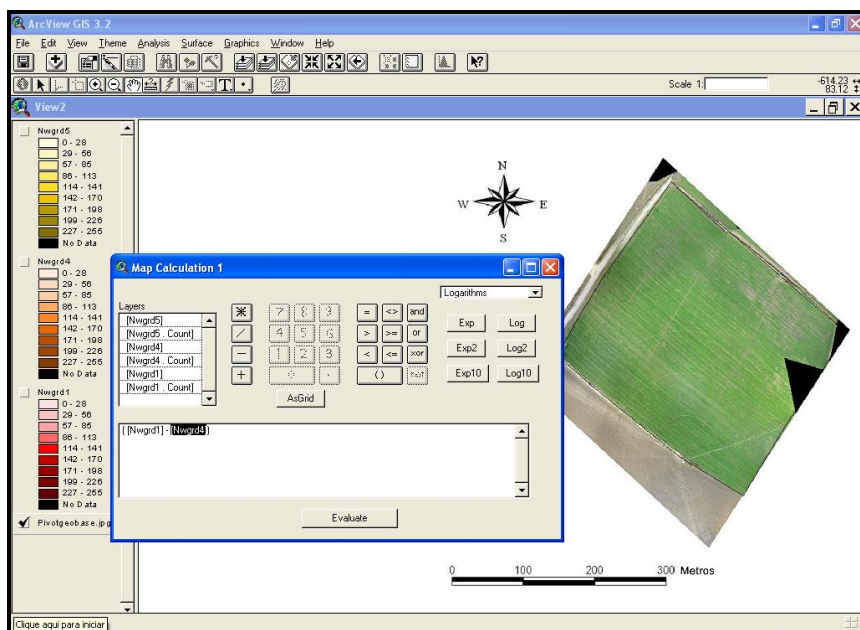 ArcView GIS 3.2
File Edit View Theme Analysis Surface Graphics Window Help
Scale 1:
-614.23
83.12
View2
Nwgrd5
0 - 28
29 - 56
57 - 85
86 - 113
114 - 141
142 - 170
171 - 198
199 - 226
227 - 255
No Data
Nwgrd4
0 - 28
29 - 56
57 - 85
86 - 113
114 - 141
142 - 170
171 - 198
199 - 226
227 - 255
No Data
Nwgrd1
0 - 28
29 - 56
57 - 85
86 - 113
114 - 141
142 - 170
171 - 198
199 - 226
227 - 255
No Data
Pivotgeobase.jpg
N
W E
S
Map Calculation 1
Layers
[Nwgrd5]
[Nwgrd5 . Count]
[Nwgrd4]
[Nwgrd4 . Count]
[Nwgrd1]
[Nwgrd1 . Count]
* 7 8 9 = <> and
/ 4 5 6 > >= or
- 1 2 3 < <= xor
+ . () not
AsGrid
Logarithms
Exp Log
Exp2 Log2
Exp10 Log10
( [Nwgrd1] - [Nwgrd4])
Evaluate
0 100 200 300 Metros
Clique aqui para iniciar